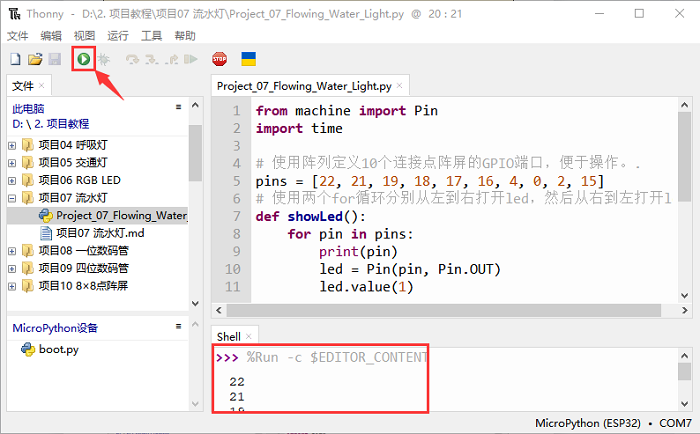 Thonny - D:\2. 项目教程\项目07 流水灯\Project_07_Flowing_Water_Light.py @ 20 : 21
文件 编辑 视图 运行 工具 帮助
STOP
文件 ×
此电脑
D: \ 2. 项目教程
项目04 呼吸灯
项目05 交通灯
项目06 RGB LED
项目07 流水灯
Project_07_Flowing_Water_
项目07 流水灯.md
项目08 一位数码管
项目09 四位数码管
项目10 8×8点阵屏
MicroPython设备
boot.py
Project_07_Flowing_Water_Light.py ×
1 from machine import Pin
2 import time
3
4 # 使用阵列定义10个连接点阵屏的GPIO端口，便于操作。.
5 pins = [22, 21, 19, 18, 17, 16, 4, 0, 2, 15]
6 # 使用两个for循环分别从左到右打开led，然后从右到左打开l
7 def showLed():
8 for pin in pins:
9 print(pin)
10 led = Pin(pin, Pin.OUT)
11 led.value(1)
Shell ×
>>> %Run -c $EDITOR_CONTENT
22
21
19
MicroPython (ESP32) • COM7